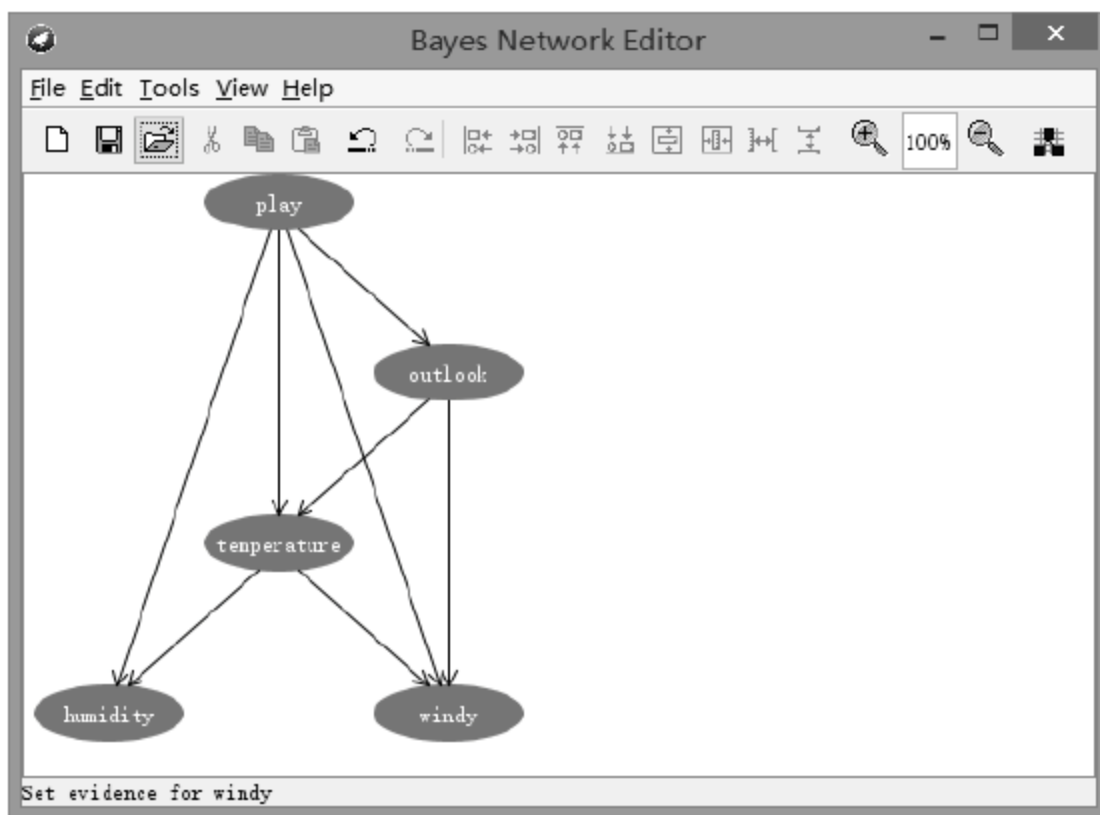 Bayes Network Editor
File Edit Tools View Help
100%
play
outlook
temperature
humidity
windy
Set evidence for windy